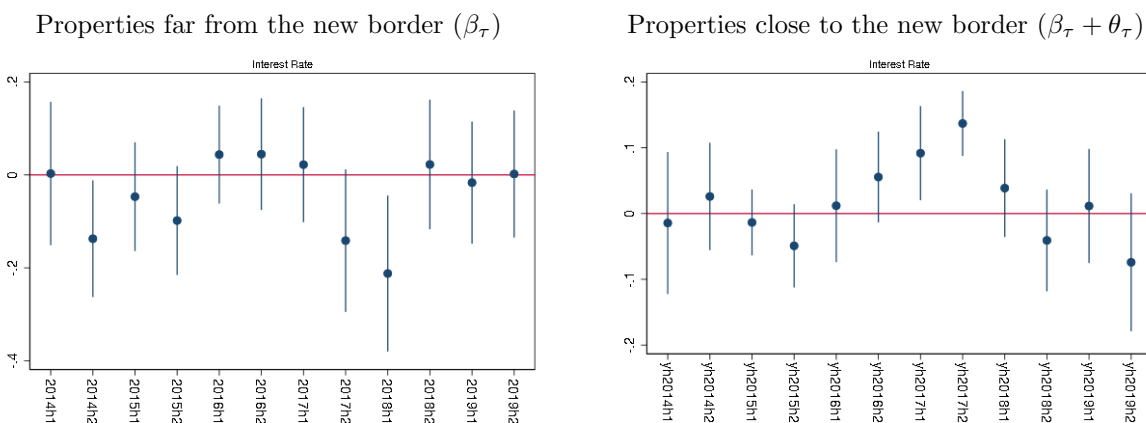 Properties far from the new border (βτ)
Properties close to the new border (βτ + θτ)
Interest Rate
.2
0
-.2
-.4
2014h1
2014h2
2015h1
2015h2
2016h1
2016h2
2017h1
2017h2
2018h1
2018h2
2019h1
2019h2
Interest Rate
.2
.1
0
-.1
-.2
yh2014h1
yh2014h2
yh2015h1
yh2015h2
yh2016h1
yh2016h2
yh2017h1
yh2017h2
yh2018h1
yh2018h2
yh2019h1
yh2019h2